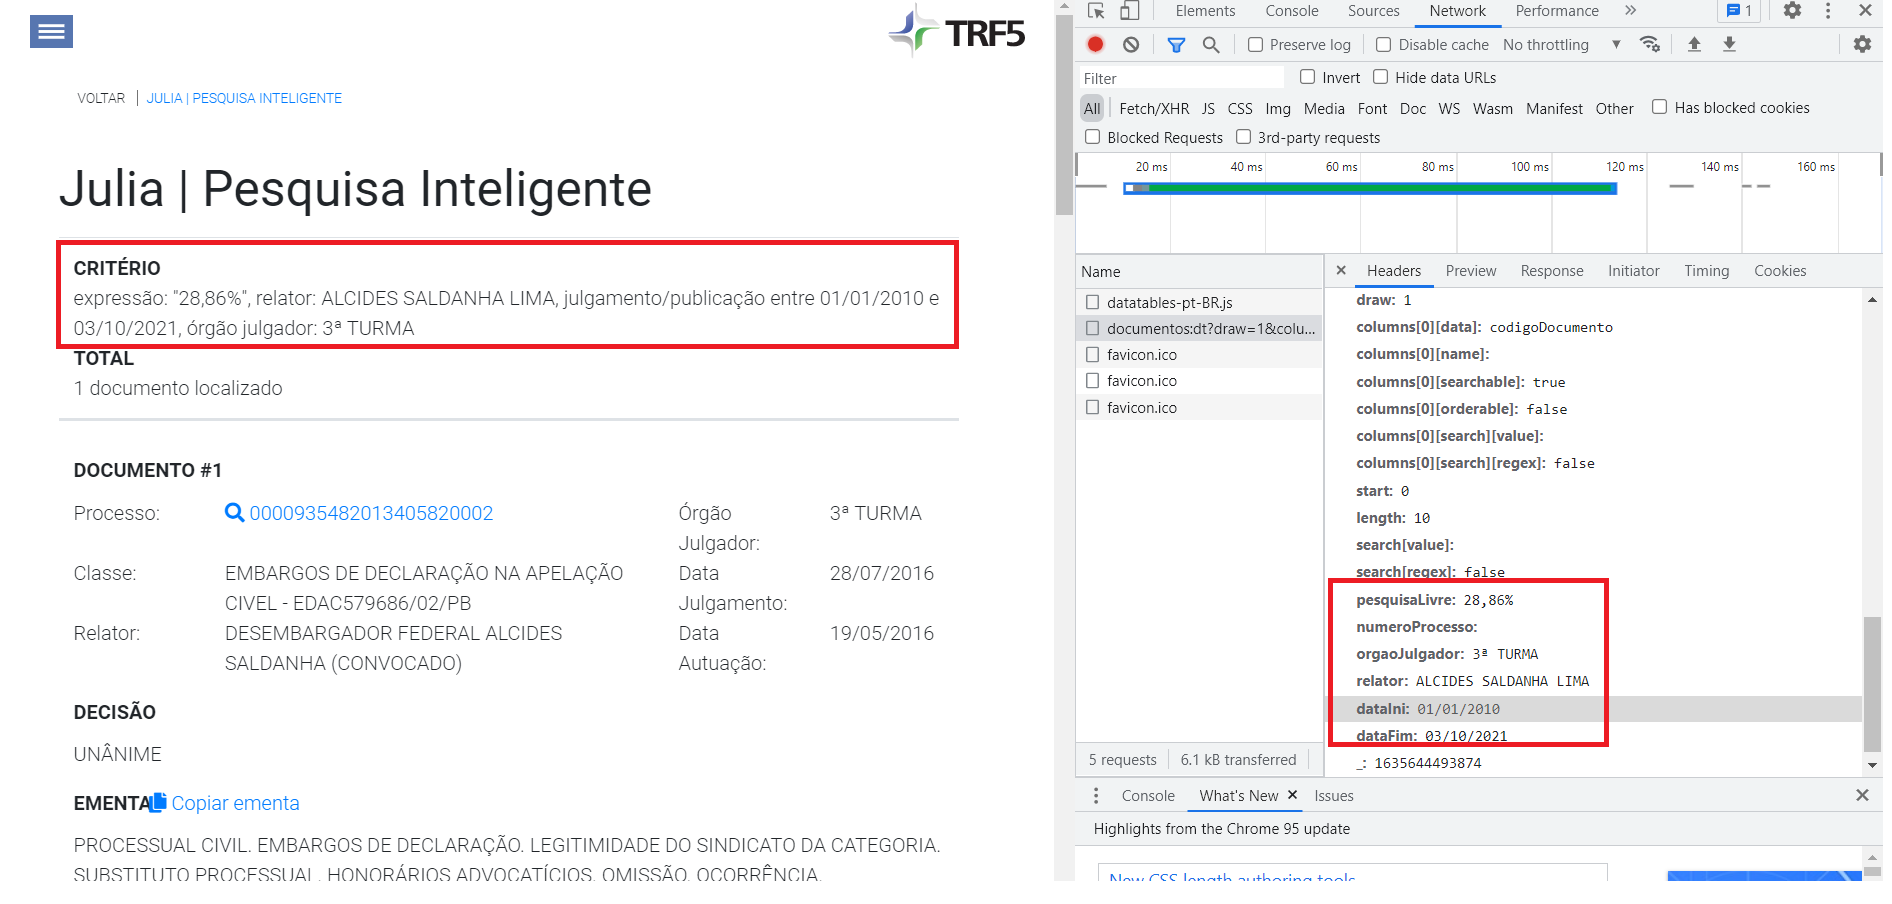 TRF5
VOLTAR | JULIA | PESQUISA INTELIGENTE
Julia | Pesquisa Inteligente
CRITÉRIO
expressão: "28,86%", relator: ALCIDES SALDANHA LIMA, julgamento/publicação entre 01/01/2010 e
03/10/2021, órgão julgador: 3ª TURMA
TOTAL
1 documento localizado
DOCUMENTO #1
Processo: 00009354820134058200​02 Órgão Julgador: 3ª TURMA
Classe: EMBARGOS DE DECLARAÇÃO NA APELAÇÃO Data 28/07/2016
CIVEL - EDAC579686/02/PB Julgamento:
Relator: DESEMBARGADOR FEDERAL ALCIDES Data 19/05/2016
SALDANHA (CONVOCADO) Autuação:
DECISÃO
UNÂNIME
EMENTA Copiar ementa
PROCESSUAL CIVIL. EMBARGOS DE DECLARAÇÃO. LEGITIMIDADE DO SINDICATO DA CATEGORIA.
SUBSTITUTO PROCESSUAL. HONORÁRIOS ADVOCATÍCIOS. OMISSÃO. OCORRÊNCIA.
Elements Console Sources Network Performance 1
Preserve log Disable cache No throttling
Filter Invert Hide data URLs
All Fetch/XHR JS CSS Img Media Font Doc WS Wasm Manifest Other Has blocked cookies
Blocked Requests 3rd-party requests
20 ms 40 ms 60 ms 80 ms 100 ms 120 ms 140 ms 160 ms
Name
datatables-pt-BR.js
documentos:dt?draw=1&colu...
favicon.ico
favicon.ico
favicon.ico
5 requests 6.1 kB transferred
Headers Preview Response Initiator Timing Cookies
draw: 1
columns[0][data]: codigoDocumento
columns[0][name]:
columns[0][searchable]: true
columns[0][orderable]: false
columns[0][search][value]:
columns[0][search][regex]: false
start: 0
length: 10
search[value]:
search[regex]: false
pesquisaLivre: 28,86%
numeroProcesso:
orgaoJulgador: 3ª TURMA
relator: ALCIDES SALDANHA LIMA
dataIni: 01/01/2010
dataFim: 03/10/2021
_: 1635644493874
Console What's New Issues
Highlights from the Chrome 95 update
New CSS length authoring tools